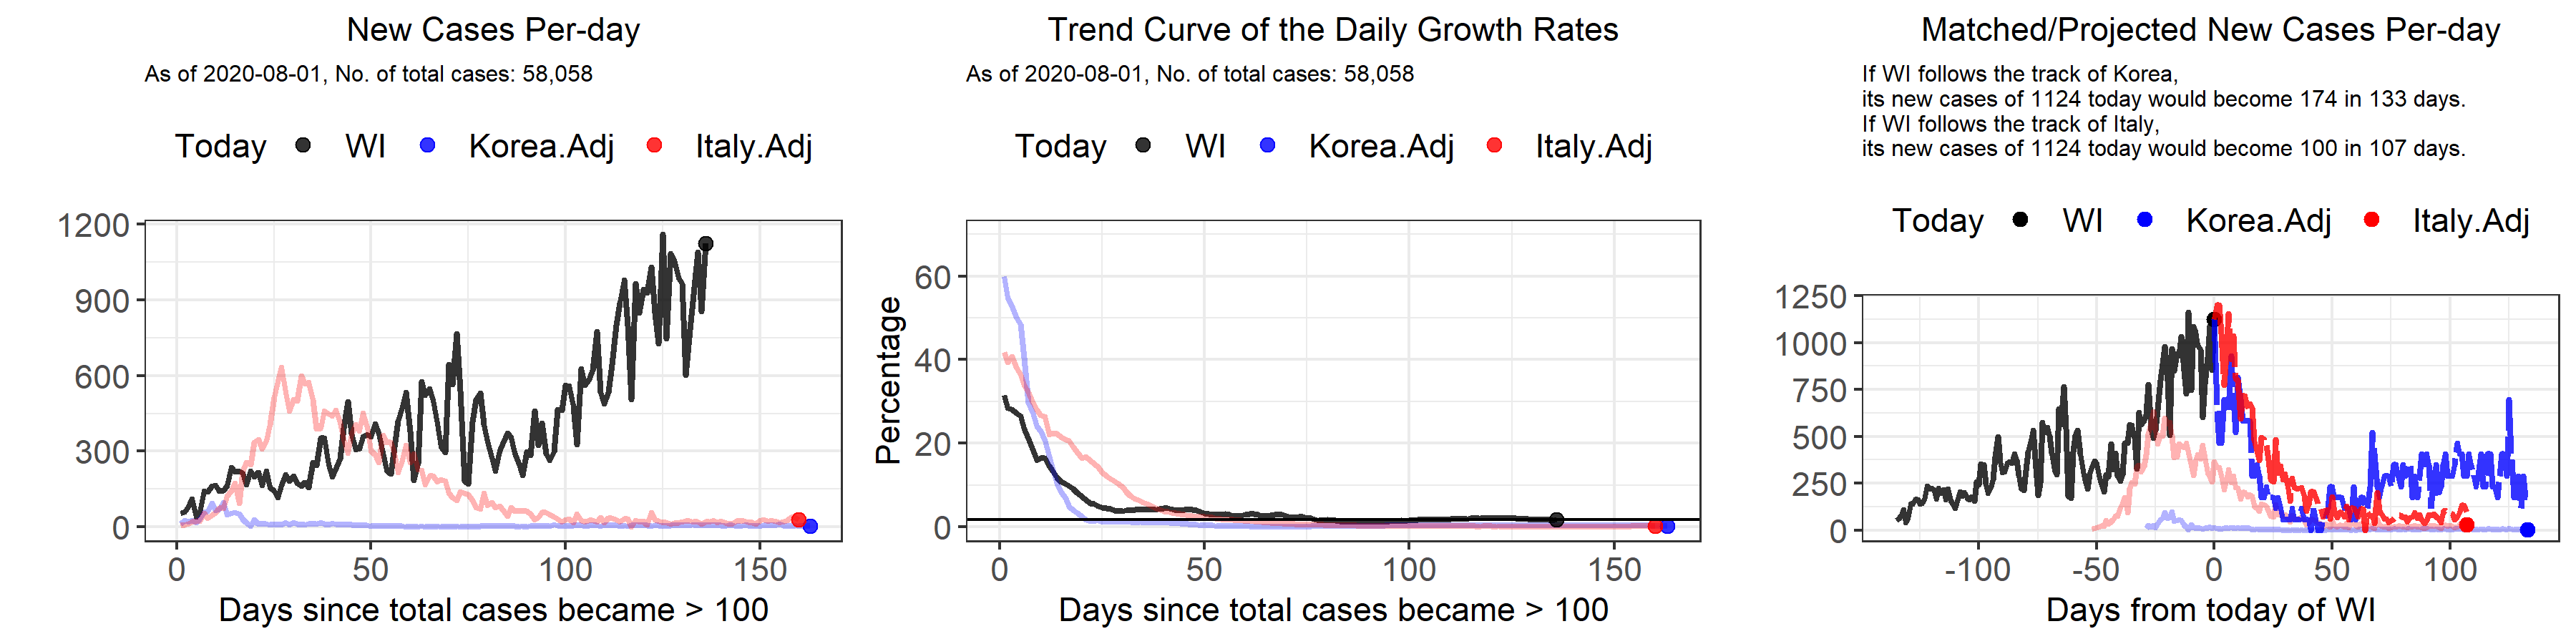 New Cases Per-day
As of 2020-08-01, No. of total cases: 58,058
Today WI Korea.Adj Italy.Adj
1200
900
600
300
0
0 50 100 150
Days since total cases became > 100
Trend Curve of the Daily Growth Rates
As of 2020-08-01, No. of total cases: 58,058
Today WI Korea.Adj Italy.Adj
Percentage
60
40
20
0
0 50 100 150
Days since total cases became > 100
Matched/Projected New Cases Per-day
If WI follows the track of Korea,
its new cases of 1124 today would become 174 in 133 days.
If WI follows the track of Italy,
its new cases of 1124 today would become 100 in 107 days.
Today WI Korea.Adj Italy.Adj
1250
1000
750
500
250
0
-100 -50 0 50 100
Days from today of WI